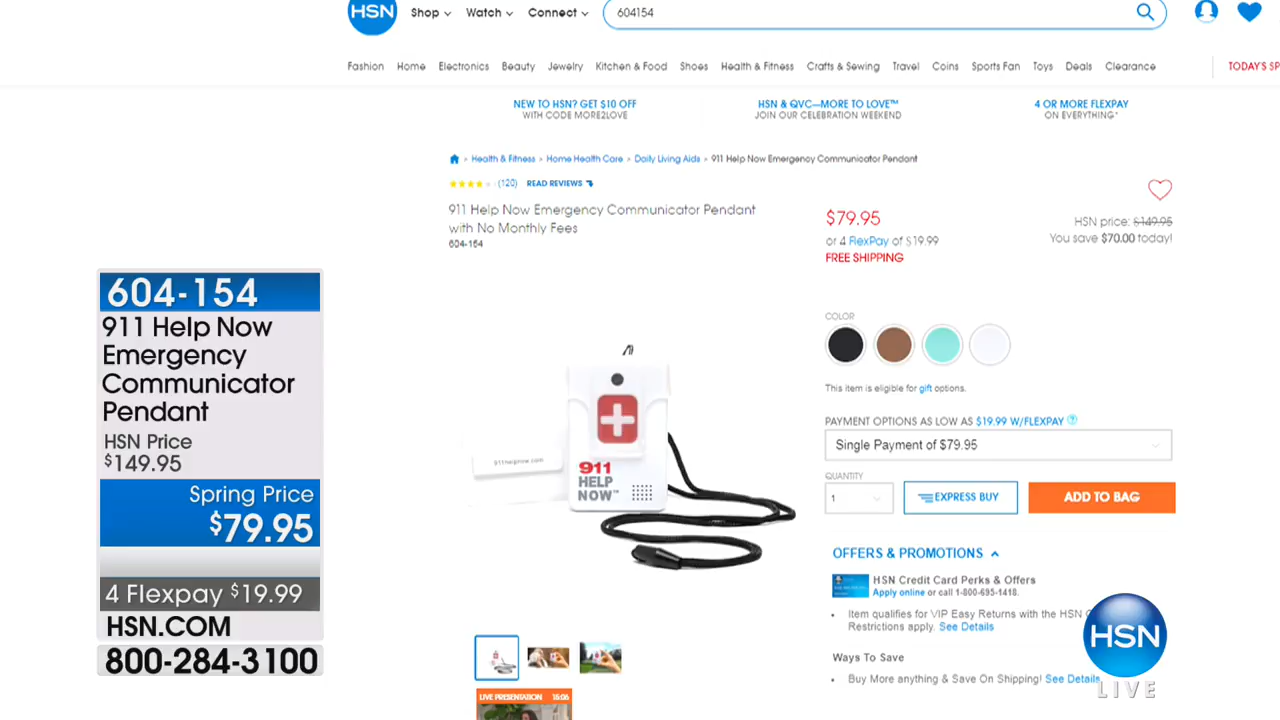 HSN
Shop
Watch
Connect
604154
Fashion
Home
Electronics
Beauty
Jewelry
Kitchen & Food
Shoes
Health & Fitness
Crafts & Sewing
Travel
Coins
Sports Fan
Toys
Deals
Clearance
TODAY'S SP
NEW TO HSN? GET $10 OFF
WITH CODE MORE2LOVE
HSN & QVC—MORE TO LOVE™
JOIN OUR CELEBRATION WEEKEND
4 OR MORE FLEXPAY
ON EVERYTHING*
> Health & Fitness > Home Health Care > Daily Living Aids > 911 Help Now Emergency Communicator Pendant
(120) READ REVIEWS
911 Help Now Emergency Communicator Pendant
with No Monthly Fees
604-154
$79.95
or 4 FlexPay of $19.99
FREE SHIPPING
HSN price: $149.95
You save $70.00 today!
COLOR
This item is eligible for gift options.
PAYMENT OPTIONS AS LOW AS $19.99 W/FLEXPAY ?
Single Payment of $79.95
QUANTITY
1
EXPRESS BUY
ADD TO BAG
OFFERS & PROMOTIONS
HSN Credit Card Perks & Offers
Apply online or call 1-800-695-1418.
• Item qualifies for VIP Easy Returns with the HSN
Restrictions apply. See Details
Ways To Save
• Buy More anything & Save On Shipping! See Details
911helpnow.com
911
HELP
NOW™
LIVE PRESENTATION 15:06
604-154
911 Help Now
Emergency
Communicator
Pendant
HSN Price
$149.95
Spring Price
$79.95
4 Flexpay $19.99
HSN.COM
800-284-3100
HSN
LIVE